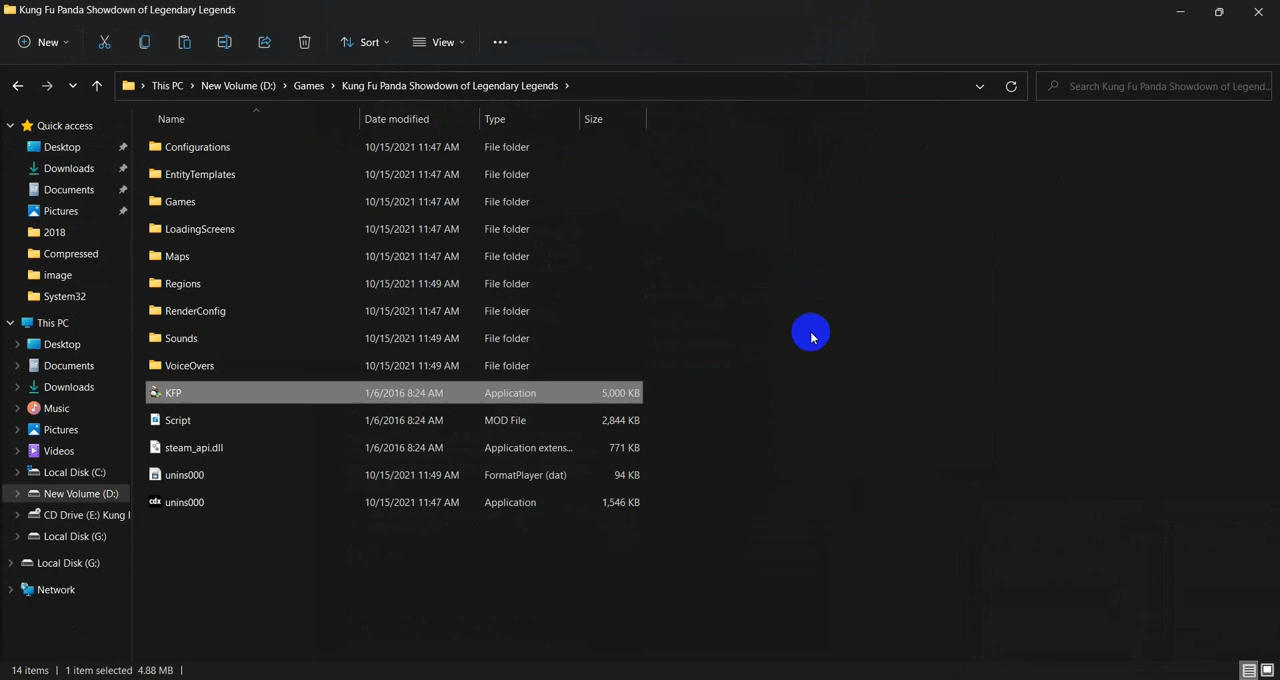 Kung Fu Panda Showdown of Legendary Legends
New Sort View
This PC New Volume (D:) Games Kung Fu Panda Showdown of Legendary Legends Search Kung Fu Panda Showdown of Legend...
Name Date modified Type Size
Quick access
Desktop
Downloads
Documents
Pictures
2018
Compressed
image
System32
This PC
Desktop
Documents
Downloads
Music
Pictures
Videos
Local Disk (C:)
New Volume (D:)
CD Drive (E:) Kung
Local Disk (G:)
Local Disk (G:)
Network
Configurations 10/15/2021 11:47 AM File folder
EntityTemplates 10/15/2021 11:47 AM File folder
Games 10/15/2021 11:47 AM File folder
LoadingScreens 10/15/2021 11:47 AM File folder
Maps 10/15/2021 11:47 AM File folder
Regions 10/15/2021 11:49 AM File folder
RenderConfig 10/15/2021 11:47 AM File folder
Sounds 10/15/2021 11:49 AM File folder
VoiceOvers 10/15/2021 11:49 AM File folder
KFP 1/6/2016 8:24 AM Application 5,000 KB
Script 1/6/2016 8:24 AM MOD File 2,844 KB
steam_api.dll 1/6/2016 8:24 AM Application extens... 771 KB
unins000 10/15/2021 11:49 AM FormatPlayer (dat) 94 KB
cdx unins000 10/15/2021 11:47 AM Application 1,546 KB
14 items 1 item selected 4.88 MB